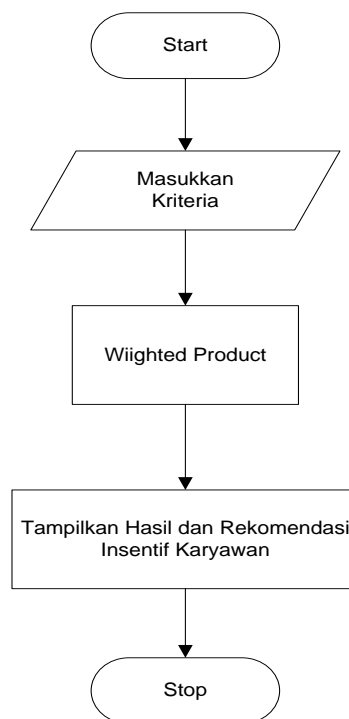 Start
Masukkan
Kriteria
Wiighted Product
Tampilkan Hasil dan Rekomendasi
Insentif Karyawan
Stop